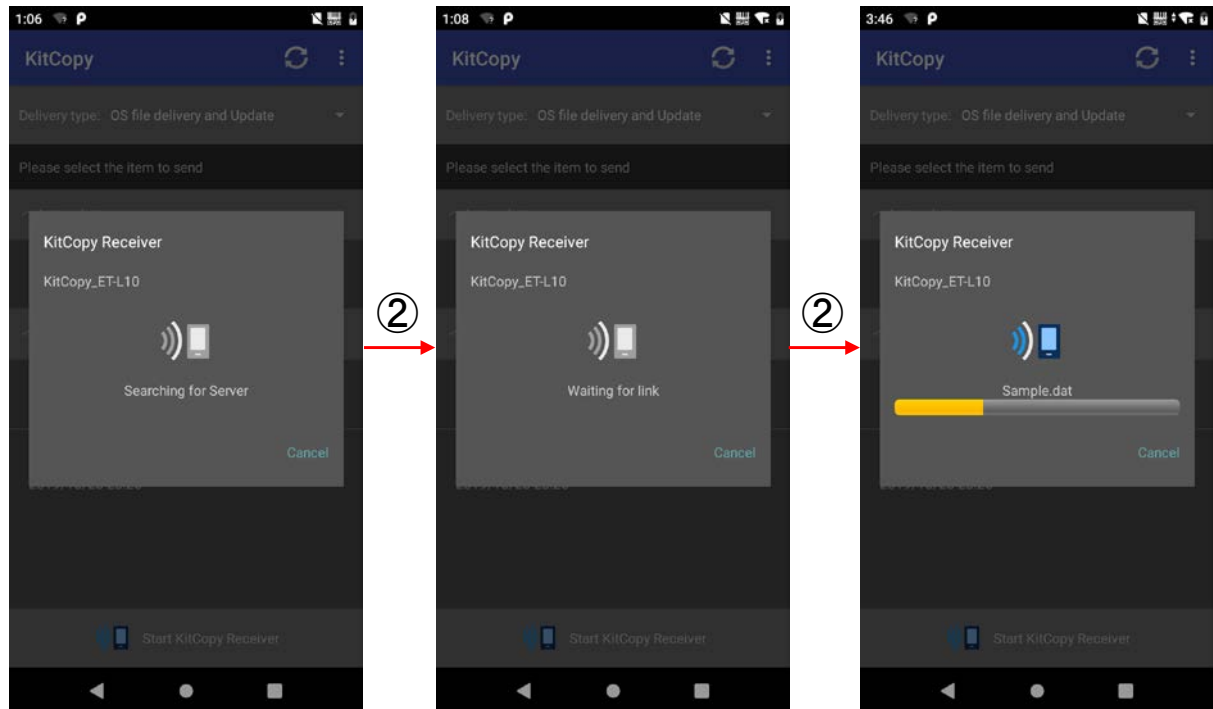 1:06
KitCopy
Delivery type: OS file delivery and Update
Please select the item to send
KitCopy Receiver
KitCopy_ET-L10
Searching for Server
Cancel
Start KitCopy Receiver
②
1:08
KitCopy
Delivery type: OS file delivery and Update
Please select the item to send
KitCopy Receiver
KitCopy_ET-L10
Waiting for link
Cancel
Start KitCopy Receiver
②
3:46
KitCopy
Delivery type: OS file delivery and Update
Please select the item to send
KitCopy Receiver
KitCopy_ET-L10
Sample.dat
Cancel
Start KitCopy Receiver